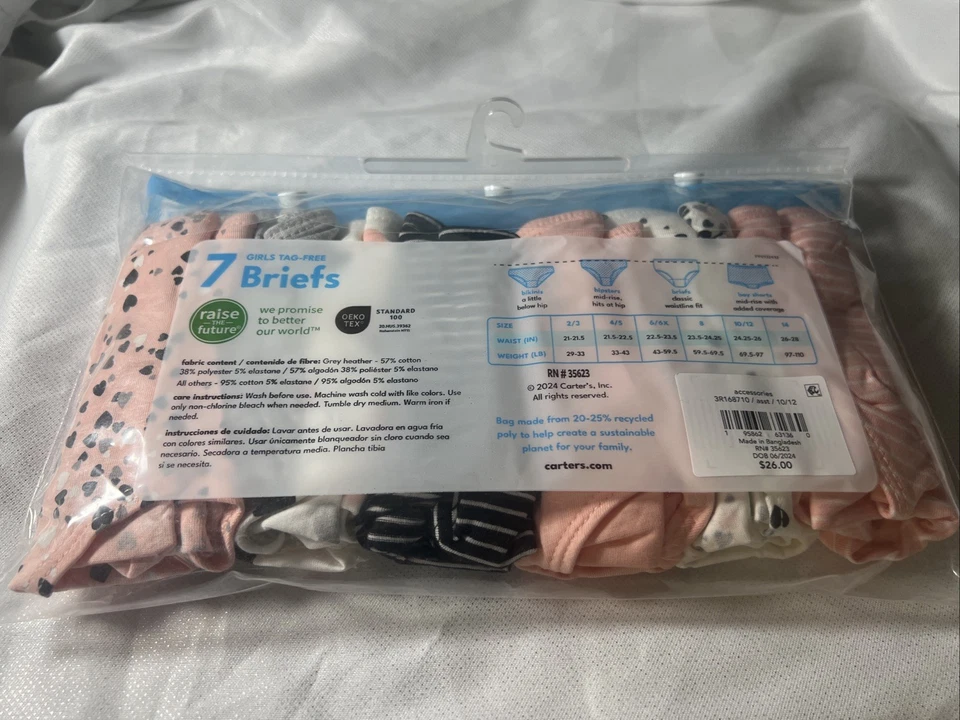 GIRLS TAG-FREE
7 Briefs
raise
THE
future
we promise
to better
our world™
OEKO
TEX®
STANDARD
100
fabric content / contenido de fibre: Grey heather - 57% cotton
38% polyester 5% elastane / 57% algodón 38% poliéster 5% elastano
All others - 95% cotton 5% elastane / 95% algodón 5% elastano
care instructions: Wash before use. Machine wash cold with like colors. Use
only non-chlorine bleach when needed. Tumble dry medium. Warm iron if
needed.
instrucciones de cuidado: Lavar antes de usar. Lavadora en agua fría
con colores similares. Usar únicamente blanqueador sin cloro cuando sea
necesario. Secadora a temperatura media. Plancha tibia
si se necesita.
bikinis
a little
below hip
hipsters
mid-rise,
hits at hip
briefs
classic
waistline fit
boy shorts
mid-rise with
added coverage
SIZE 2/3 4/5 6/6X 8 10/12 14
WAIST (IN) 21-21.5 21.5-22.5 22.5-23.5 23.5-24.25 24.25-26 26-28
WEIGHT (LB) 29-33 33-43 43-59.5 59.5-69.5 69.5-97 97-110
RN # 35623
© 2024 Carter's, Inc.
All rights reserved.
Bag made from 20-25% recycled
poly to help create a sustainable
planet for your family.
carters.com
accessories
3R168710 / asst / 10/12
1 95862 63136 0
Made in Bangladesh
RN# 35623
DOB 06/2024
$26.00